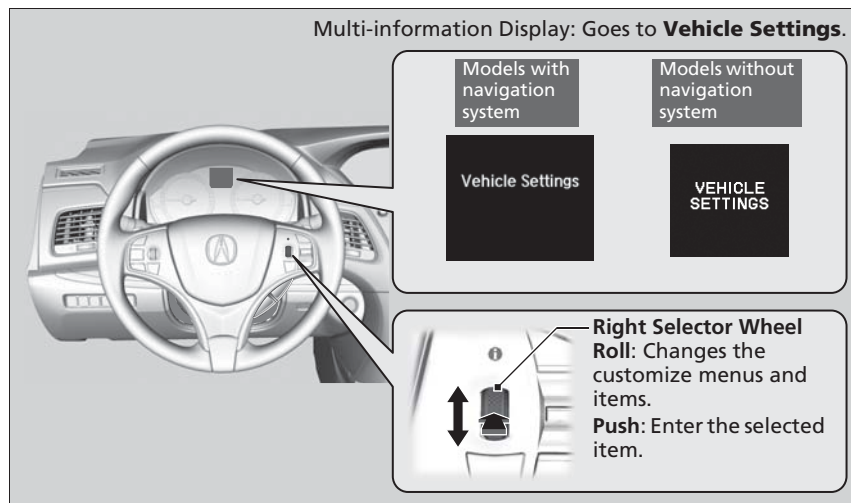 Multi-information Display: Goes to Vehicle Settings.
Models with
navigation
system
Models without
navigation
system
Vehicle Settings
VEHICLE
SETTINGS
Right Selector Wheel
Roll: Changes the
customize menus and
items.
Push: Enter the selected
item.